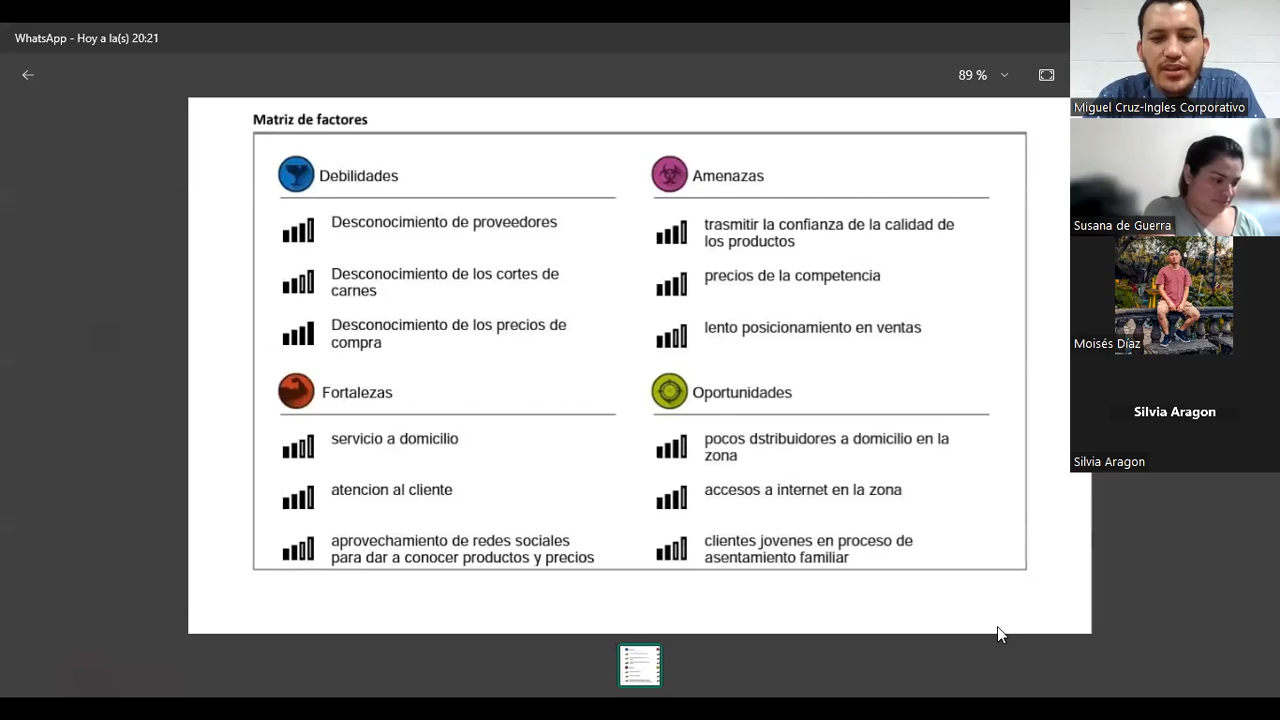 WhatsApp - Hoy a la(s) 20:21
89 %
Matriz de factores
Debilidades
Desconocimiento de proveedores
Desconocimiento de los cortes de
carnes
Desconocimiento de los precios de
compra
Amenazas
trasmitir la confianza de la calidad de
los productos
precios de la competencia
lento posicionamiento en ventas
Fortalezas
servicio a domicilio
atencion al cliente
aprovechamiento de redes sociales
para dar a conocer productos y precios
Oportunidades
pocos dstribuidores a domicilio en la
zona
accesos a internet en la zona
clientes jovenes en proceso de
asentamiento familiar
Miguel Cruz-Ingles Corporativo
Susana de Guerra
Moisés Díaz
Silvia Aragon
Silvia Aragon